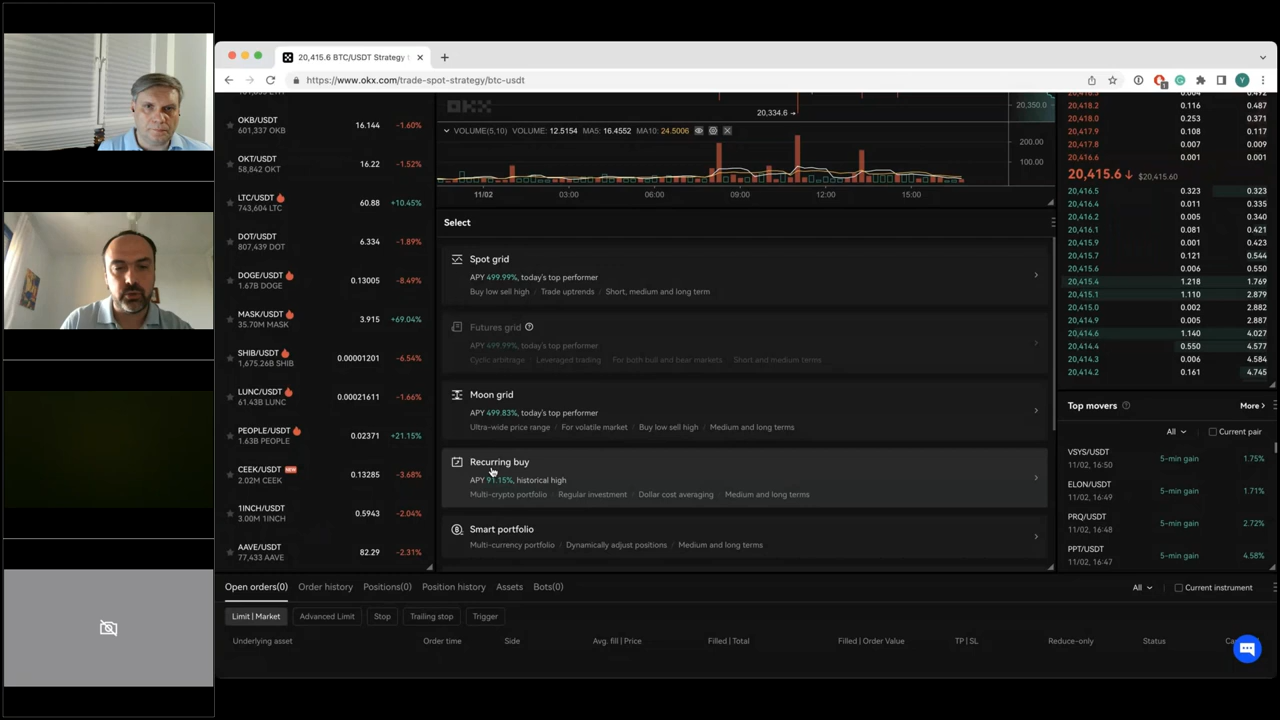 20,415.6 BTC/USDT Strategy
https://www.okx.com/trade-spot-strategy/btc-usdt
Y
OKB/USDT
601,337 OKB
16.144
-1.60%
OKT/USDT
58,842 OKT
16.22
-1.52%
LTC/USDT
743,604 LTC
60.88
+10.45%
DOT/USDT
807,439 DOT
6.334
-1.89%
DOGE/USDT
1.67B DOGE
0.13005
-8.49%
MASK/USDT
35.70M MASK
3.915
+69.04%
SHIB/USDT
1,675.26B SHIB
0.00001201
-6.54%
LUNC/USDT
61.43B LUNC
0.00021611
-1.66%
PEOPLE/USDT
1.63B PEOPLE
0.02371
+21.15%
CEEK/USDT NEW
2.02M CEEK
0.13285
-3.68%
1INCH/USDT
3.00M 1INCH
0.5943
-2.04%
AAVE/USDT
77,433 AAVE
82.29
-2.31%
OKX
20,334.6
20,350.0
VOLUME(5,10) VOLUME: 12.5154 MA5: 16.4552 MA10: 24.5006
200.00
100.00
11/02 03:00 06:00 09:00 12:00 15:00
Select
Spot grid
APY 499.99%, today's top performer
Buy low sell high / Trade uptrends / Short, medium and long term
Futures grid
APY 499.99%, today's top performer
Cyclic arbitrage / Leveraged trading / For both bull and bear markets / Short and medium terms
Moon grid
APY 499.83%, today's top performer
Ultra-wide price range / For volatile market / Buy low sell high / Medium and long terms
Recurring buy
APY 91.15%, historical high
Multi-crypto portfolio / Regular investment / Dollar cost averaging / Medium and long terms
Smart portfolio
Multi-currency portfolio / Dynamically adjust positions / Medium and long terms
20,418.2 0.116 0.487
20,418.0 0.253 0.371
20,417.9 0.108 0.117
20,417.8 0.007 0.009
20,416.6 0.001 0.001
20,415.6 $20,415.60
20,416.5 0.323 0.323
20,416.4 0.011 0.335
20,416.2 0.005 0.340
20,416.1 0.081 0.421
20,415.9 0.001 0.423
20,415.7 0.121 0.544
20,415.6 0.006 0.550
20,415.4 1.218 1.769
20,415.1 1.110 2.879
20,415.0 0.002 2.882
20,414.9 0.005 2.887
20,414.6 1.140 4.027
20,414.4 0.550 4.577
20,414.3 0.006 4.584
20,414.2 0.161 4.745
Top movers
More
All
Current pair
VSYS/USDT
11/02, 16:50
5-min gain
1.75%
ELON/USDT
11/02, 16:49
5-min gain
1.71%
PRQ/USDT
11/02, 16:48
5-min gain
2.72%
PPT/USDT
11/02, 16:47
5-min gain
4.58%
Open orders(0) Order history Positions(0) Position history Assets Bots(0)
All
Current instrument
Limit | Market Advanced Limit Stop Trailing stop Trigger
Underlying asset Order time Side Avg. fill | Price Filled | Total Filled | Order Value TP | SL Reduce-only Status